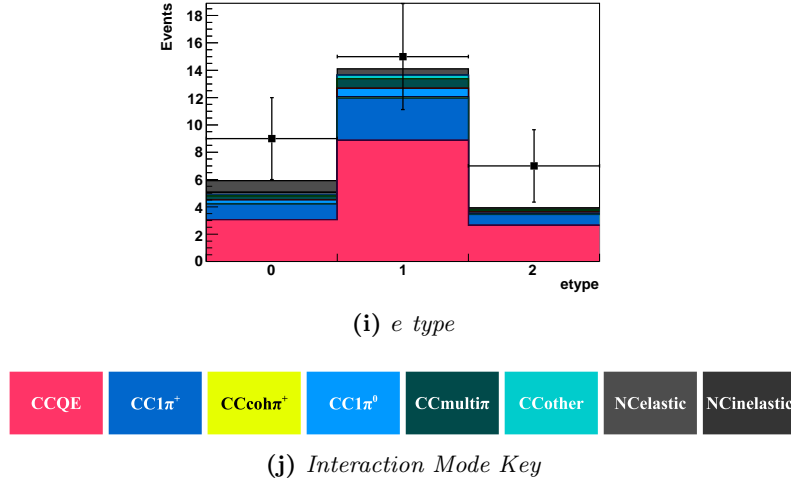 Events
18
16
14
12
10
8
6
4
2
0
0 1 2
etype
(i) e type
CCQE CC1π⁺ CCcohπ⁺ CC1π⁰ CCmultiπ CCother NCelastic NCinelastic
(j) Interaction Mode Key